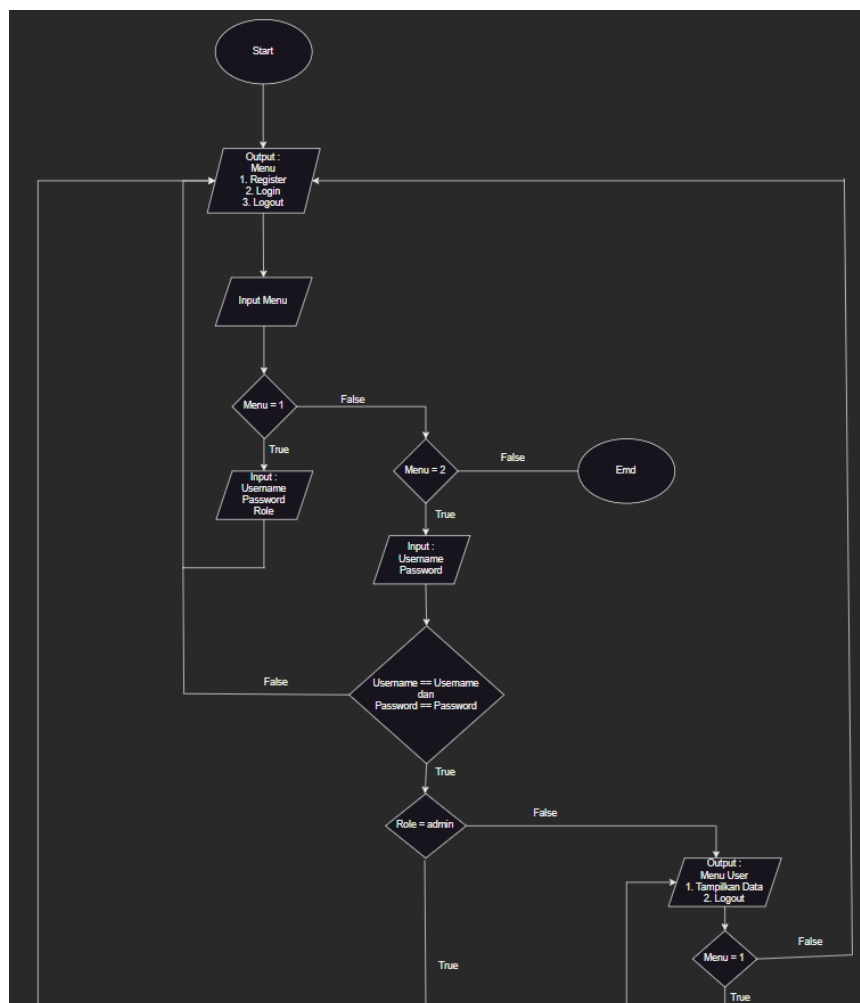 Start
Output :
Menu
1. Register
2. Login
3. Logout
Input Menu
Menu = 1
False
True
Input :
Username
Password
Role
Menu = 2
False
Emd
True
Input :
Username
Password
Username == Username
dan
Password == Password
False
True
Role = admin
False
Output :
Menu User
1. Tampilkan Data
2. Logout
Menu = 1
False
True
True